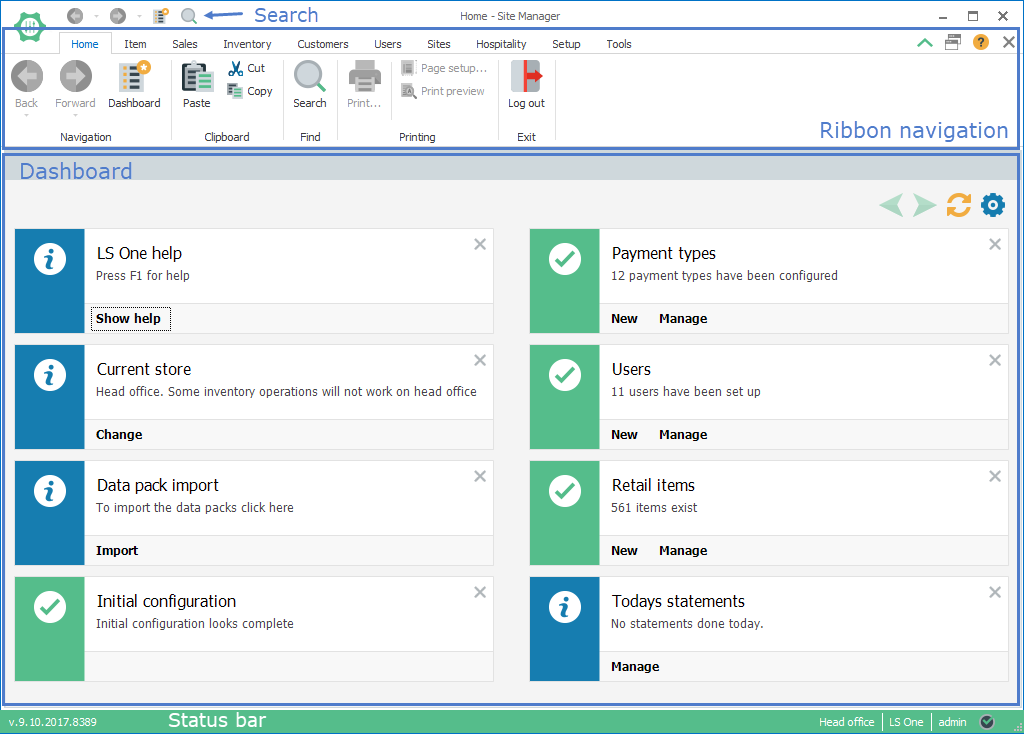 Search
Home - Site Manager
Home Item Sales Inventory Customers Users Sites Hospitality Setup Tools
?
Back Forward Dashboard
Paste Cut
Copy
Search
Print... Page setup...
Print preview
Log out
Navigation Clipboard Find Printing Exit
Ribbon navigation
Dashboard
LS One help
Press F1 for help
Show help
Payment types
12 payment types have been configured
New Manage
Current store
Head office. Some inventory operations will not work on head office
Change
Users
11 users have been set up
New Manage
Data pack import
To import the data packs click here
Import
Retail items
561 items exist
New Manage
Initial configuration
Initial configuration looks complete
Todays statements
No statements done today.
Manage
v.9.10.2017.8389 Status bar Head office LS One admin